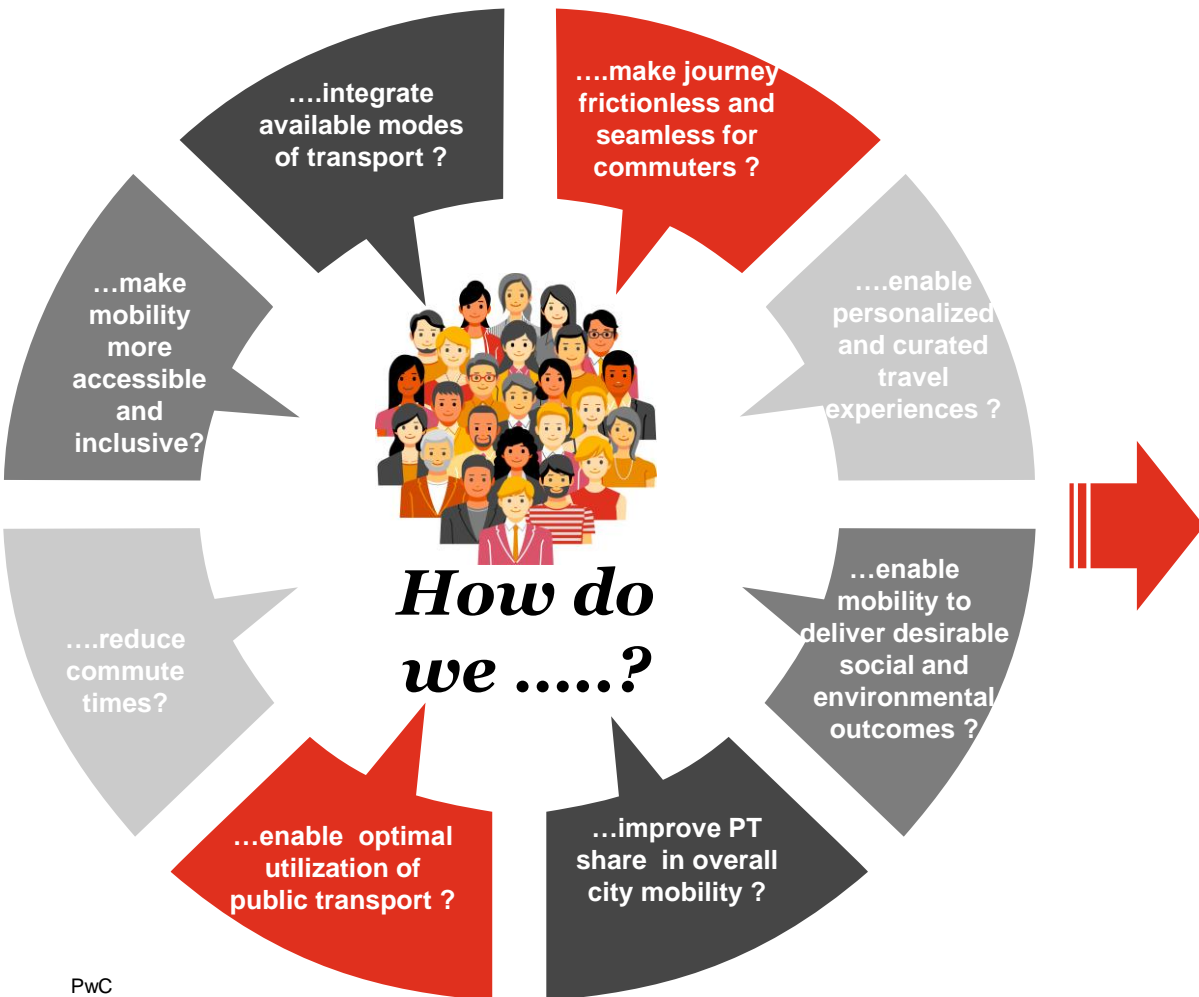 ….integrate
available modes
of transport ?
….make journey
frictionless and
seamless for
commuters ?
….enable
personalized
and curated
travel
experiences ?
…enable
mobility to
deliver desirable
social and
environmental
outcomes ?
…improve PT
share in overall
city mobility ?
…enable optimal
utilization of
public transport ?
….reduce
commute
times?
…make
mobility
more
accessible
and
inclusive?
How do
we .....?
PwC